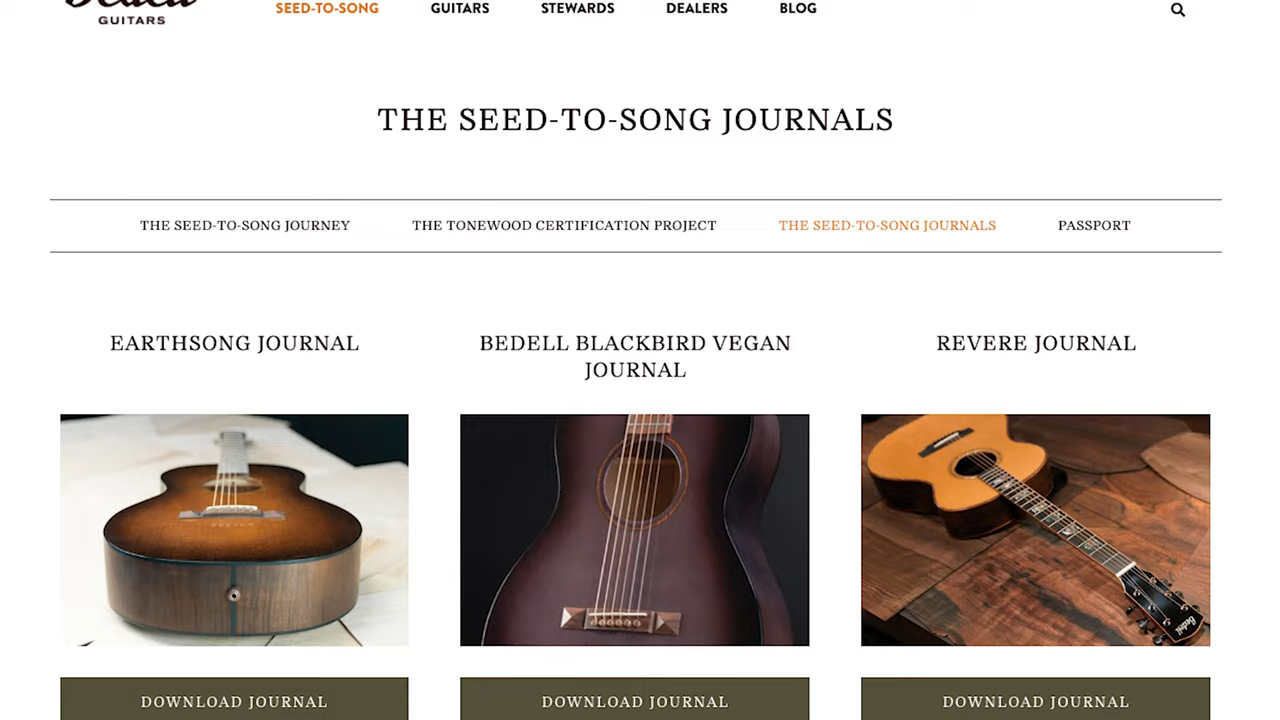 GUITARS
SEED-TO-SONG GUITARS STEWARDS DEALERS BLOG
THE SEED-TO-SONG JOURNALS
THE SEED-TO-SONG JOURNEY THE TONEWOOD CERTIFICATION PROJECT THE SEED-TO-SONG JOURNALS PASSPORT
EARTHSONG JOURNAL
BEDELL BLACKBIRD VEGAN
JOURNAL
REVERE JOURNAL
Bedell
DOWNLOAD JOURNAL DOWNLOAD JOURNAL DOWNLOAD JOURNAL